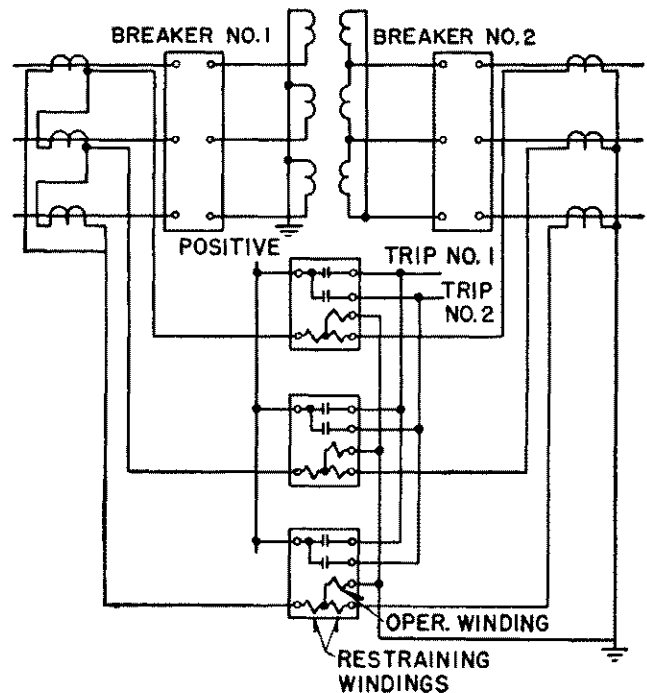 BREAKER NO.1
BREAKER NO.2
POSITIVE
TRIP NO. 1
TRIP
NO.2
OPER. WINDING
RESTRAINING
WINDINGS